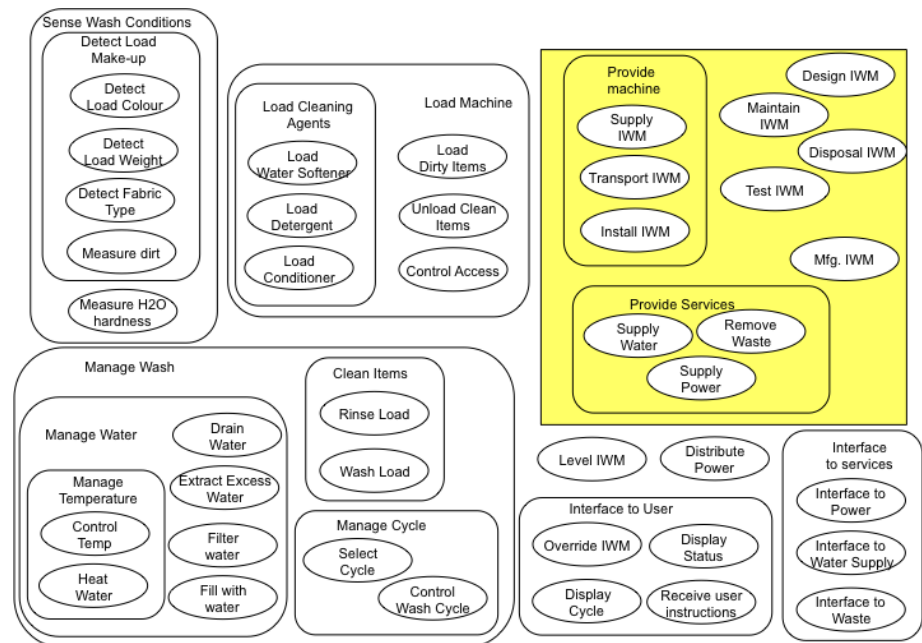 Sense Wash Conditions
Detect Load
Make-up
Detect
Load Colour
Detect
Load Weight
Detect Fabric
Type
Measure dirt
Measure H2O
hardness
Load Machine
Load Cleaning
Agents
Load
Water Softener
Load
Detergent
Load
Conditioner
Load
Dirty Items
Unload Clean
Items
Control Access
Provide
machine
Supply
IWM
Transport IWM
Install IWM
Design IWM
Maintain
IWM
Disposal IWM
Test IWM
Mfg. IWM
Provide Services
Supply
Water
Remove
Waste
Supply
Power
Manage Wash
Manage Water
Drain
Water
Extract Excess
Water
Filter
water
Fill with
water
Manage
Temperature
Control
Temp
Heat
Water
Clean Items
Rinse Load
Wash Load
Manage Cycle
Select
Cycle
Control
Wash Cycle
Level IWM
Distribute
Power
Interface to User
Override IWM
Display
Status
Display
Cycle
Receive user
instructions
Interface
to services
Interface to
Power
Interface to
Water Supply
Interface to
Waste